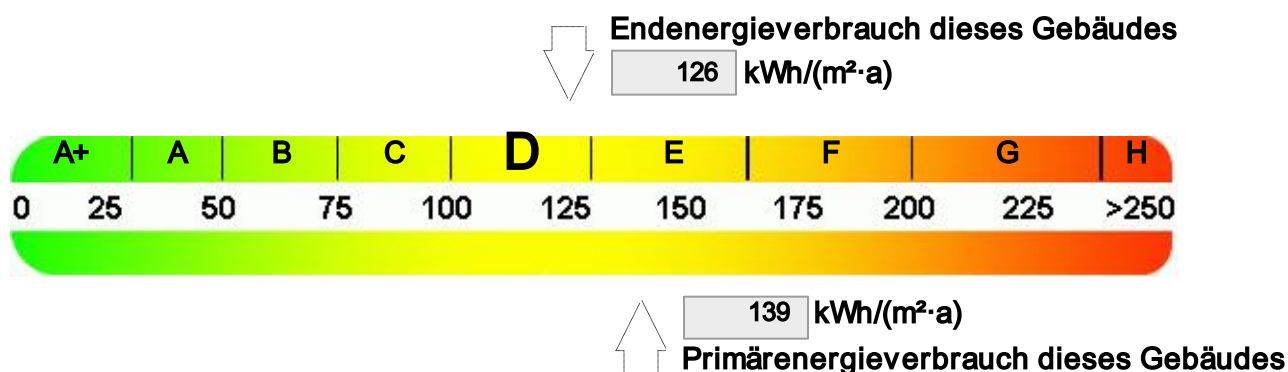 Endenergieverbrauch dieses Gebäudes
126 kWh/(m²·a)
A+ A B C D E F G H
0 25 50 75 100 125 150 175 200 225 >250
139 kWh/(m²·a)
Primärenergieverbrauch dieses Gebäudes